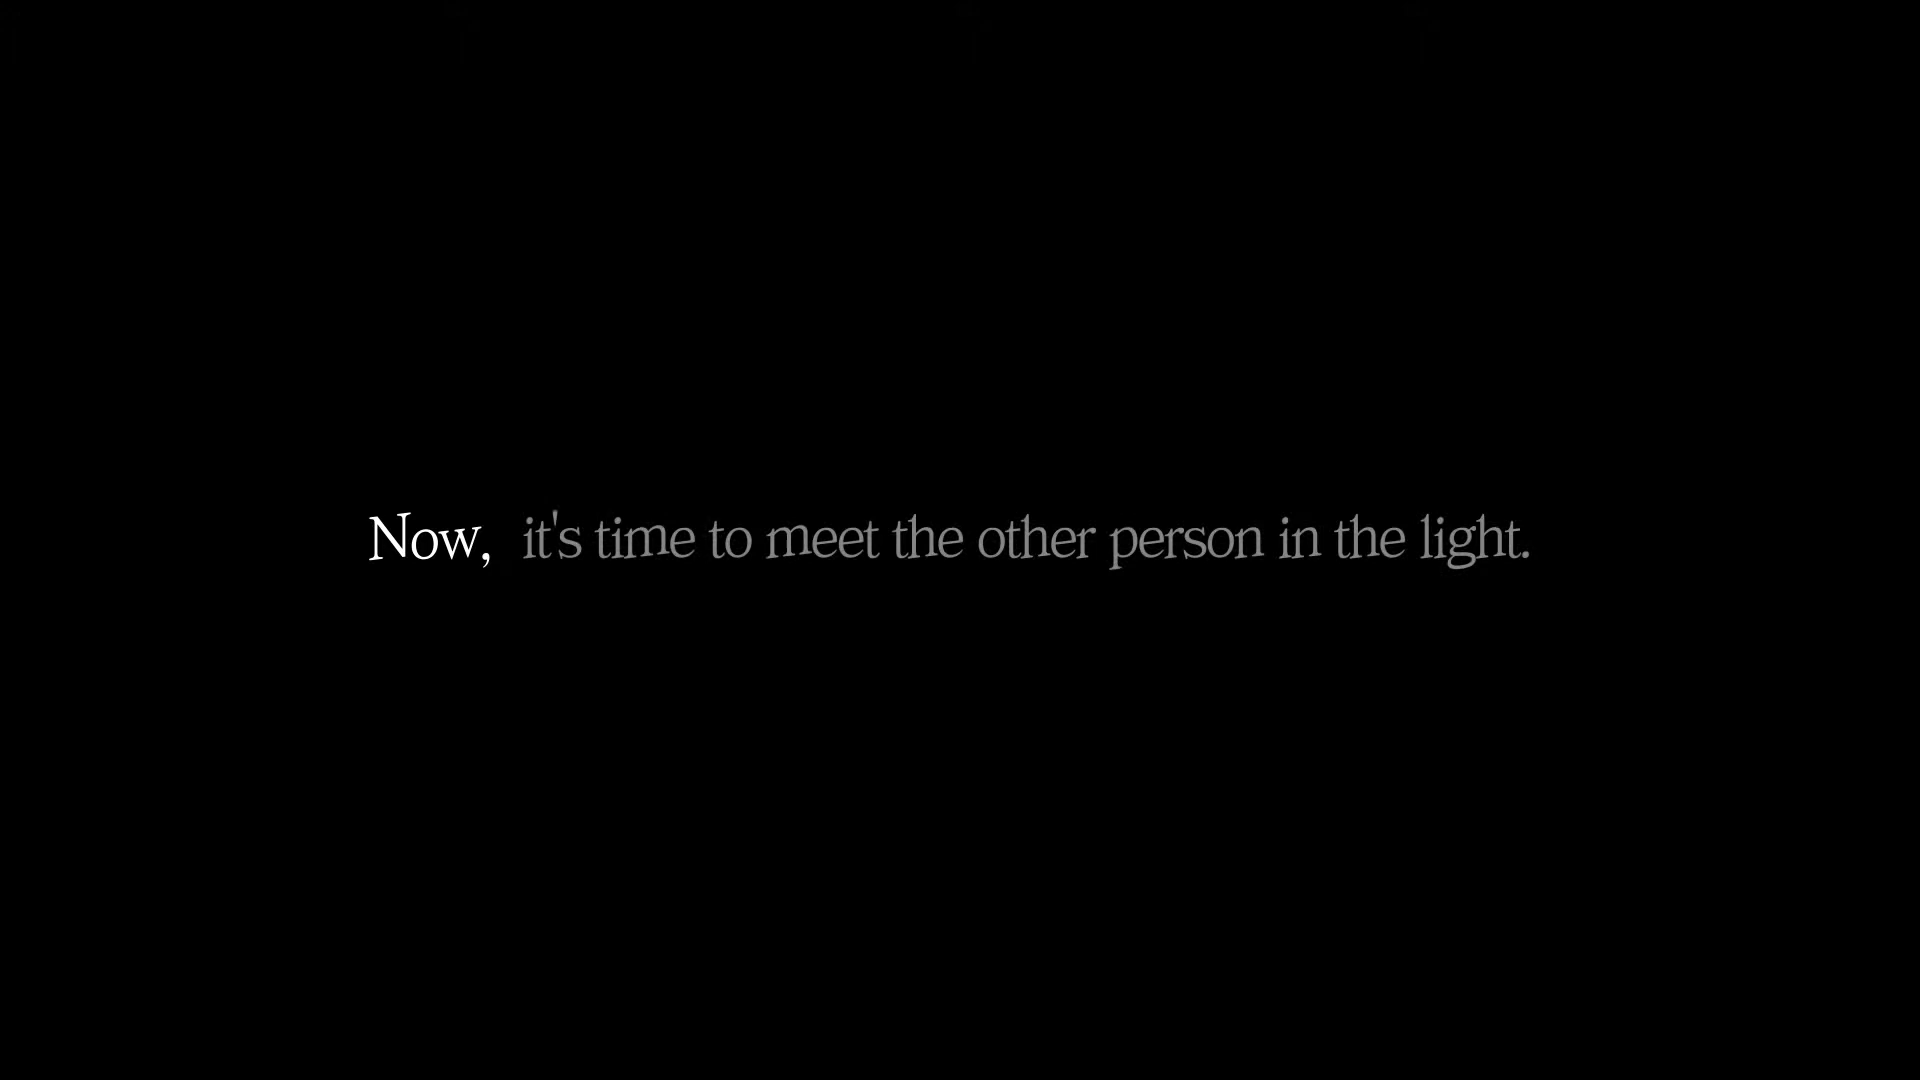 Now, it's time to meet the other person in the light.